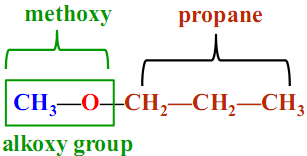 methoxy propane
CH₃—O—CH₂—CH₂—CH₃
alkoxy group